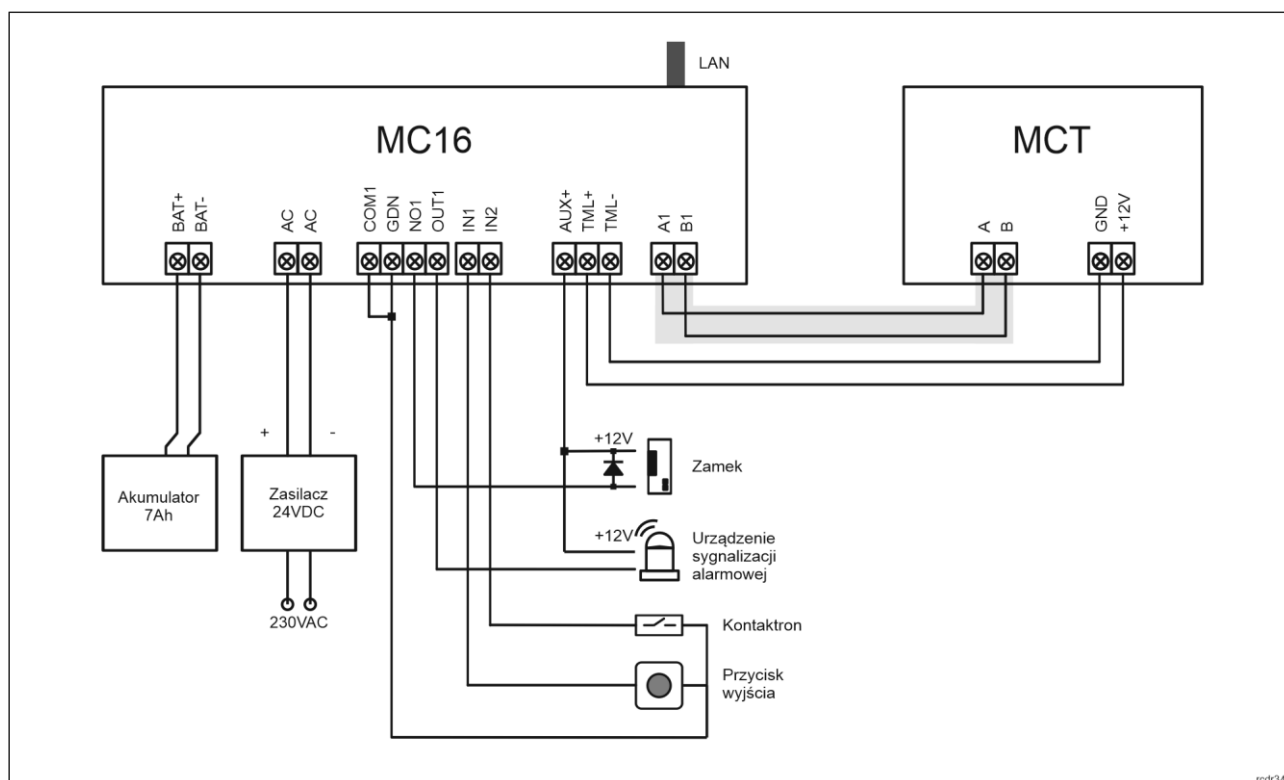 LAN
MC16
MCT
BAT+
BAT-
AC
AC
COM1
GDN
NO1
OUT1
IN1
IN2
AUX+
TML+
TML-
A1
B1
A
B
GND
+12V
+
-
+12V
Zamek
Akumulator
7Ah
Zasilacz
24VDC
+12V
Urządzenie
sygnalizacji
alarmowej
230VAC
Kontaktron
Przycisk
wyjścia